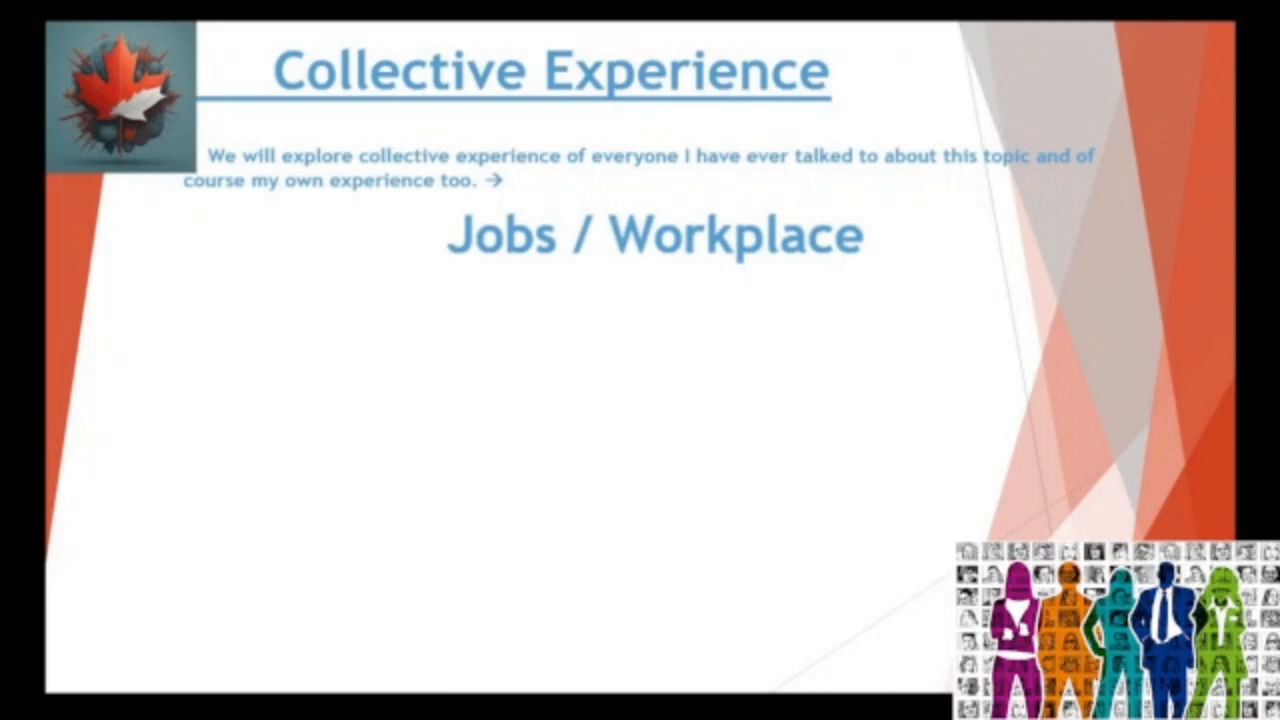 Collective Experience
We will explore collective experience of everyone I have ever talked to about this topic and of
course my own experience too. →
Jobs / Workplace